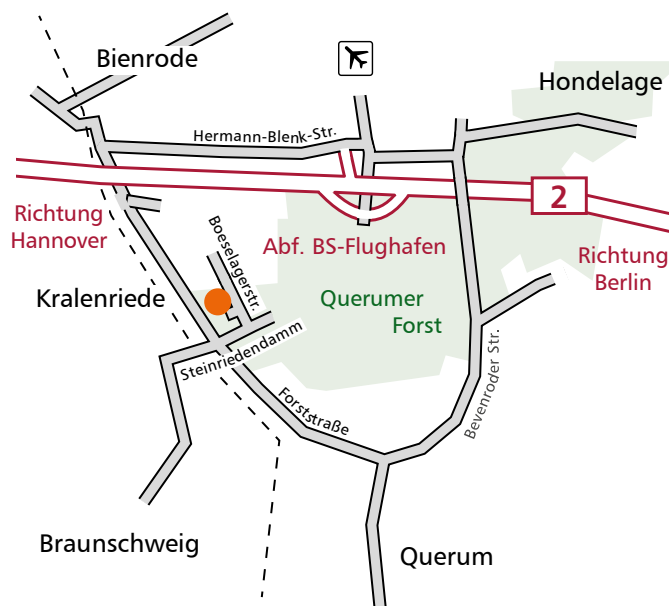 Bienrode
Hondelage
Hermann-Blenk-Str.
2
Richtung
Hannover
Boeselagerstr.
Abf. BS-Flughafen
Richtung
Berlin
Kralenriede
Querumer
Forst
Steinriedendamm
Bevenroder Str.
Forststraße
Braunschweig
Querum